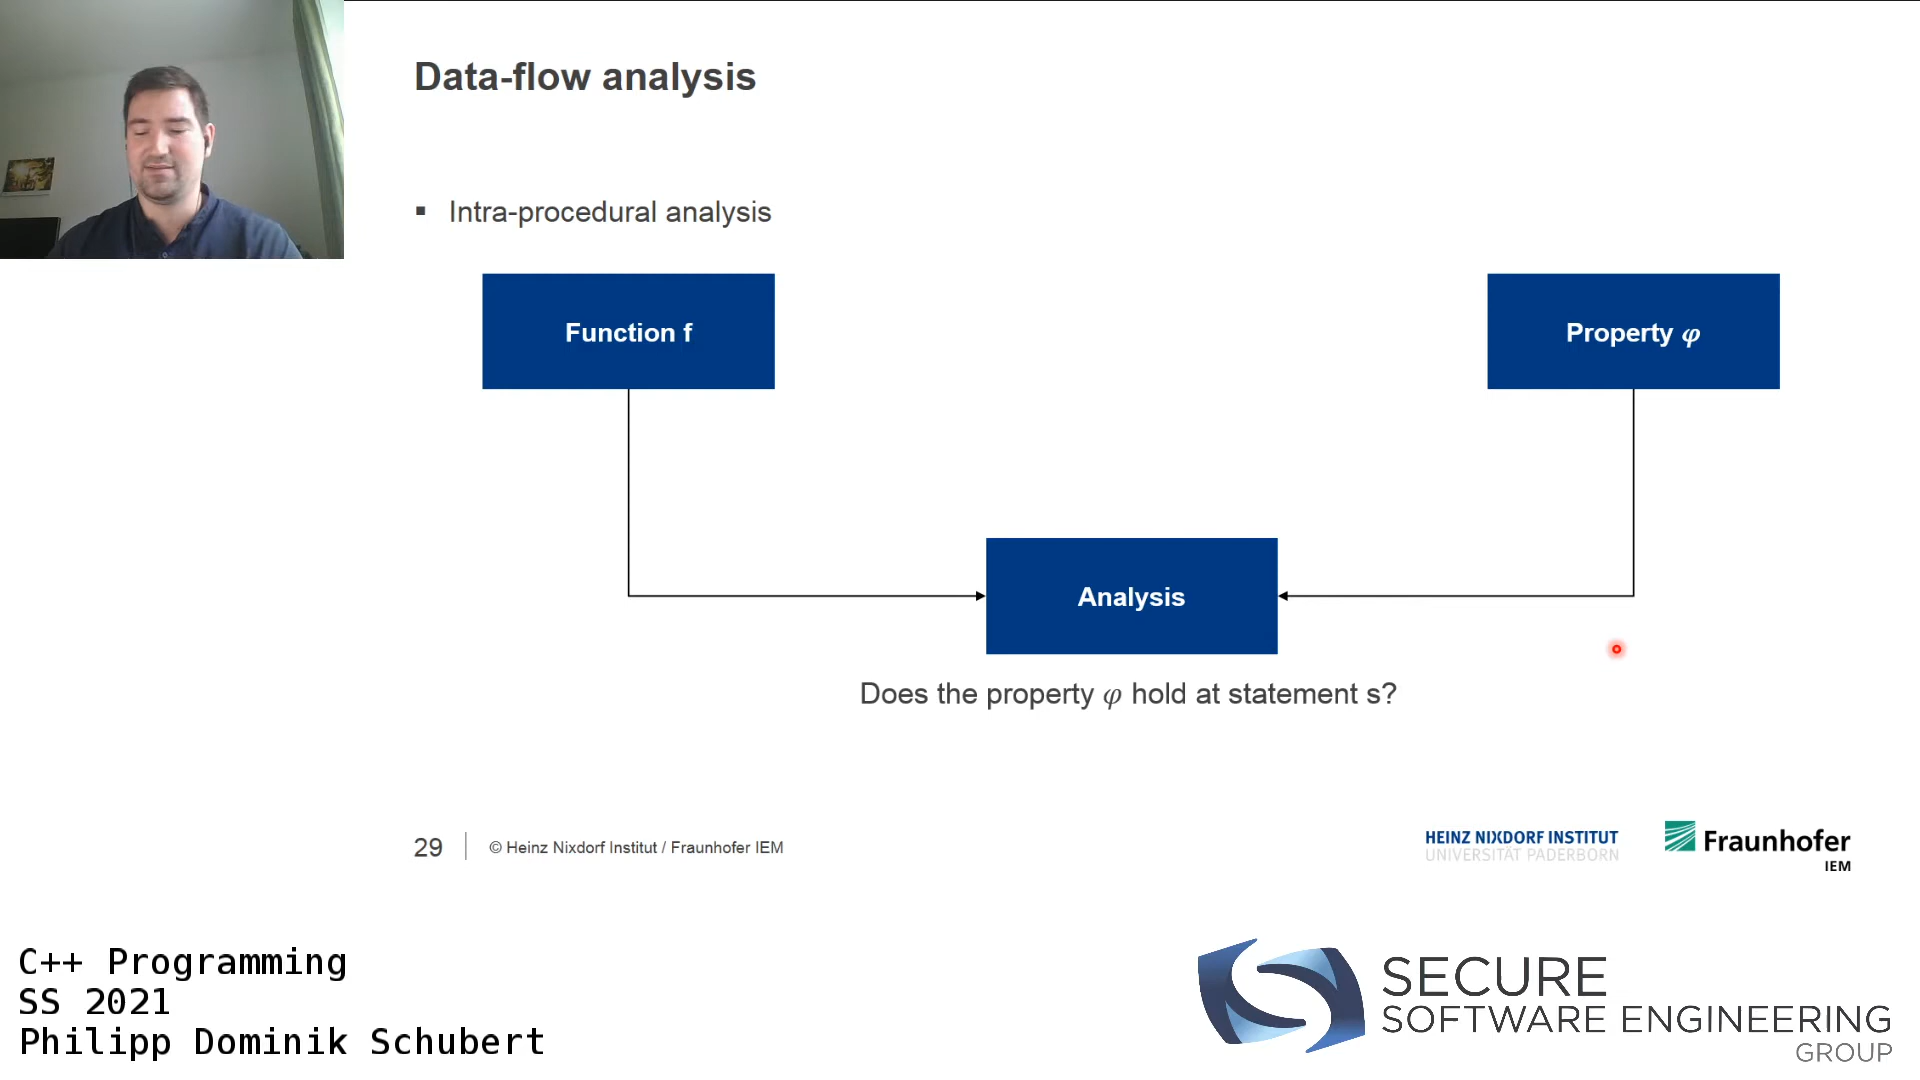 Data-flow analysis
▪ Intra-procedural analysis
Function f
Property φ
Analysis
Does the property φ hold at statement s?
29
© Heinz Nixdorf Institut / Fraunhofer IEM
HEINZ NIXDORF INSTITUT
UNIVERSITÄT PADERBORN
Fraunhofer
IEM
C++ Programming
SS 2021
Philipp Dominik Schubert
SECURE
SOFTWARE ENGINEERING
GROUP